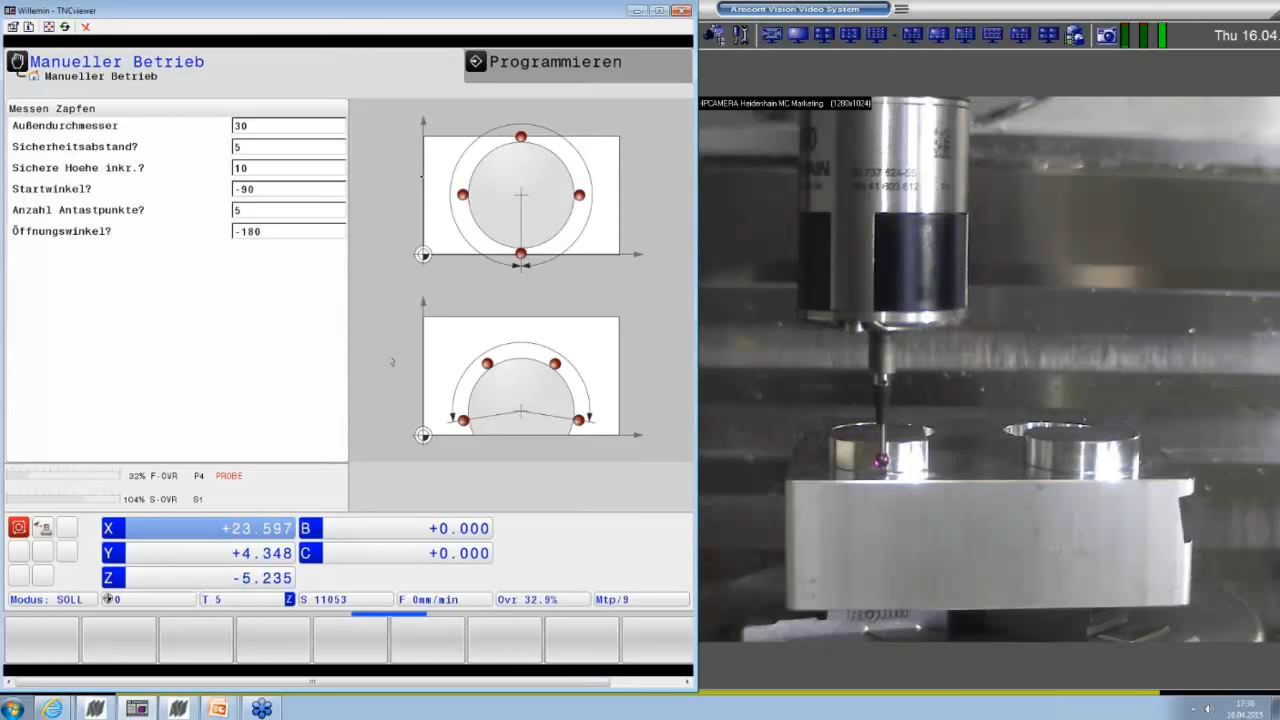 Willemin - TNCviewer
Manueller Betrieb
Manueller Betrieb
Programmieren
Messen Zapfen
Außendurchmesser 30
Sicherheitsabstand? 5
Sichere Hoehe inkr.? 10
Startwinkel? -90
Anzahl Antastpunkte? 5
Öffnungswinkel? -180
32% F-OVR P4 PROBE
104% S-OVR S1
X +23.597 B +0.000
Y +4.348 C +0.000
Z -5.235
Modus: SOLL 0 T 5 Z S 11053 F 0mm/min Ovr 32.9% Mtp/9
Arecont Vision Video System
Thu 16.04.
HPCAMERA Heidenhain MC Marketing (1280x1024)
17:36
16.04.2015